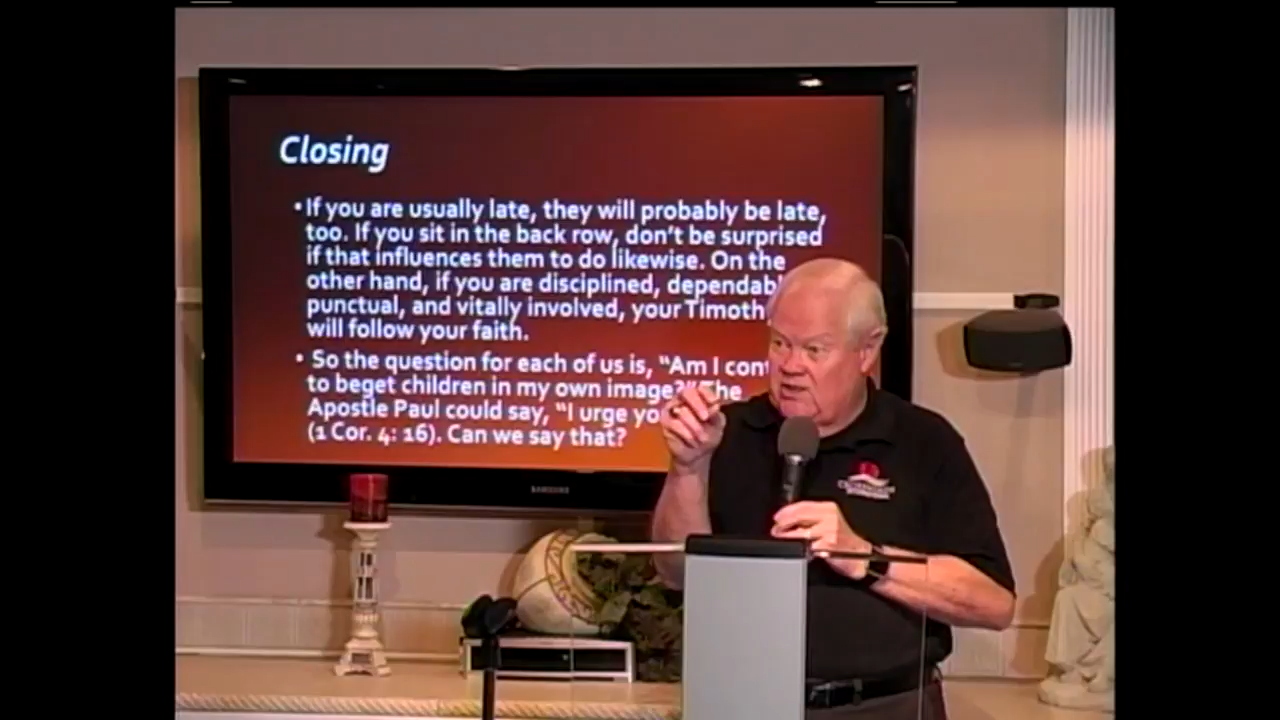 Closing
• If you are usually late, they will probably be late,
too. If you sit in the back row, don't be surprised
if that influences them to do likewise. On the
other hand, if you are disciplined, dependabl
punctual, and vitally involved, your Timoth
will follow your faith.
• So the question for each of us is, "Am I cont
to beget children in my own image?" The
Apostle Paul could say, "I urge yo
(1 Cor. 4: 16). Can we say that?
SAMSUNG